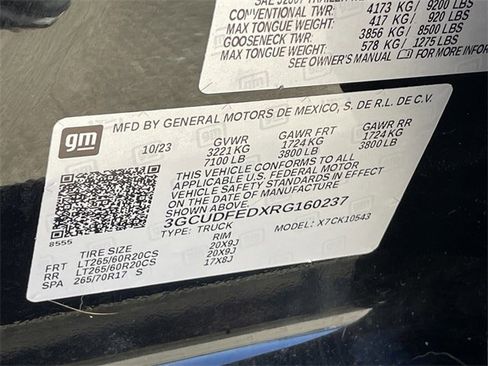 CONVENTIONAL TWR: 4173 KG/ 9200 LBS
MAX TONGUE WEIGHT: 417 KG / 920 LBS
GOOSENECK TWR: 3856 KG/ 8500 LBS
MAX TONGUE WEIGHT: 578 KG / 1275 LBS
SEE OWNER'S MANUAL FOR MORE INFOR
gm
MFD BY GENERAL MOTORS DE MEXICO, S. DE R.L. DE C.V.
10/23 GVWR GAWR FRT GAWR RR
3221 KG 1724 KG 1724 KG
7100 LB 3800 LB 3800 LB
THIS VEHICLE CONFORMS TO ALL
APPLICABLE U.S. FEDERAL MOTOR
VEHICLE SAFETY STANDARDS IN EFFECT
ON THE DATE OF MANUFACTURE
3GCUDFEDXRG160237
8555 TYPE: TRUCK MODEL: X7CK10543
TIRE SIZE RIM
FRT LT265/60R20CS 20X9J
RR LT265/60R20CS 20X9J
SPA 265/70R17 S 17X8J